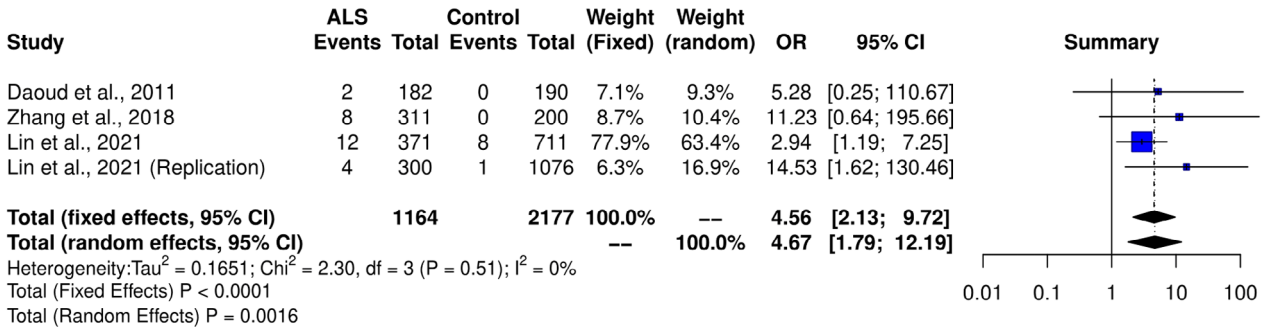 ALS Control Weight Weight
Study Events Total Events Total (Fixed) (random) OR 95% CI Summary
Daoud et al., 2011 2 182 0 190 7.1% 9.3% 5.28 [0.25; 110.67]
Zhang et al., 2018 8 311 0 200 8.7% 10.4% 11.23 [0.64; 195.66]
Lin et al., 2021 12 371 8 711 77.9% 63.4% 2.94 [1.19; 7.25]
Lin et al., 2021 (Replication) 4 300 1 1076 6.3% 16.9% 14.53 [1.62; 130.46]
Total (fixed effects, 95% CI) 1164 2177 100.0% −− 4.56 [2.13; 9.72]
Total (random effects, 95% CI) −− 100.0% 4.67 [1.79; 12.19]
Heterogeneity:Tau² = 0.1651; Chi² = 2.30, df = 3 (P = 0.51); I² = 0%
Total (Fixed Effects) P < 0.0001
Total (Random Effects) P = 0.0016
0.01 0.1 1 10 100